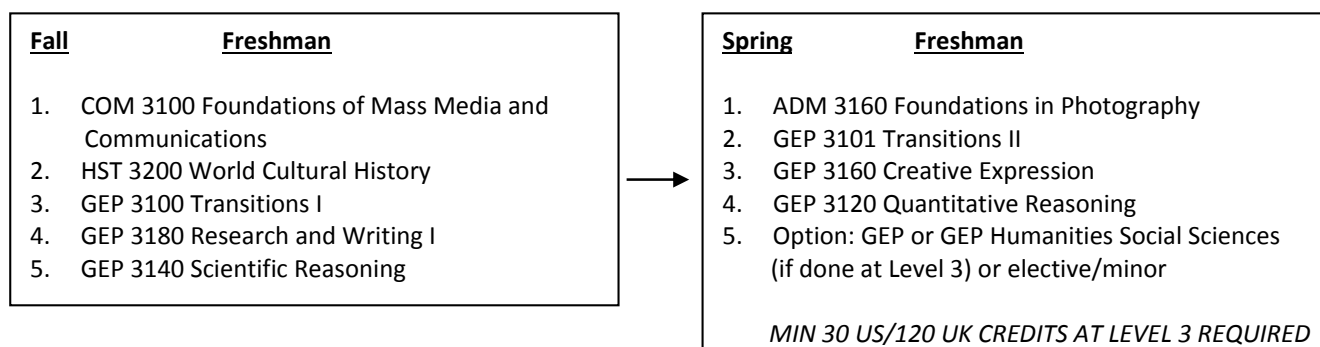 Fall Freshman
1. COM 3100 Foundations of Mass Media and
Communications
2. HST 3200 World Cultural History
3. GEP 3100 Transitions I
4. GEP 3180 Research and Writing I
5. GEP 3140 Scientific Reasoning
Spring Freshman
1. ADM 3160 Foundations in Photography
2. GEP 3101 Transitions II
3. GEP 3160 Creative Expression
4. GEP 3120 Quantitative Reasoning
5. Option: GEP or GEP Humanities Social Sciences
(if done at Level 3) or elective/minor
MIN 30 US/120 UK CREDITS AT LEVEL 3 REQUIRED